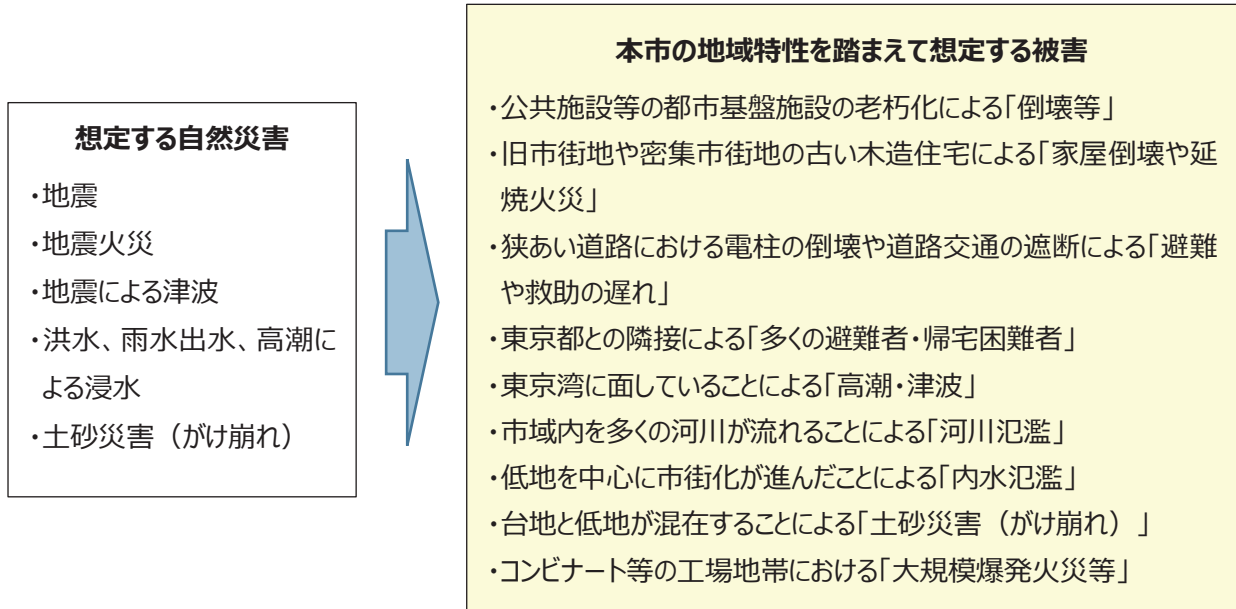 想定する自然災害
・地震
・地震火災
・地震による津波
・洪水、雨水出水、高潮に
よる浸水
・土砂災害（がけ崩れ）
本市の地域特性を踏まえて想定する被害
・公共施設等の都市基盤施設の老朽化による「倒壊等」
・旧市街地や密集市街地の古い木造住宅による「家屋倒壊や延
焼火災」
・狭あい道路における電柱の倒壊や道路交通の遮断による「避難
や救助の遅れ」
・東京都との隣接による「多くの避難者・帰宅困難者」
・東京湾に面していることによる「高潮・津波」
・市域内を多くの河川が流れることによる「河川氾濫」
・低地を中心に市街化が進んだことによる「内水氾濫」
・台地と低地が混在することによる「土砂災害（がけ崩れ）」
・コンビナート等の工場地帯における「大規模爆発火災等」